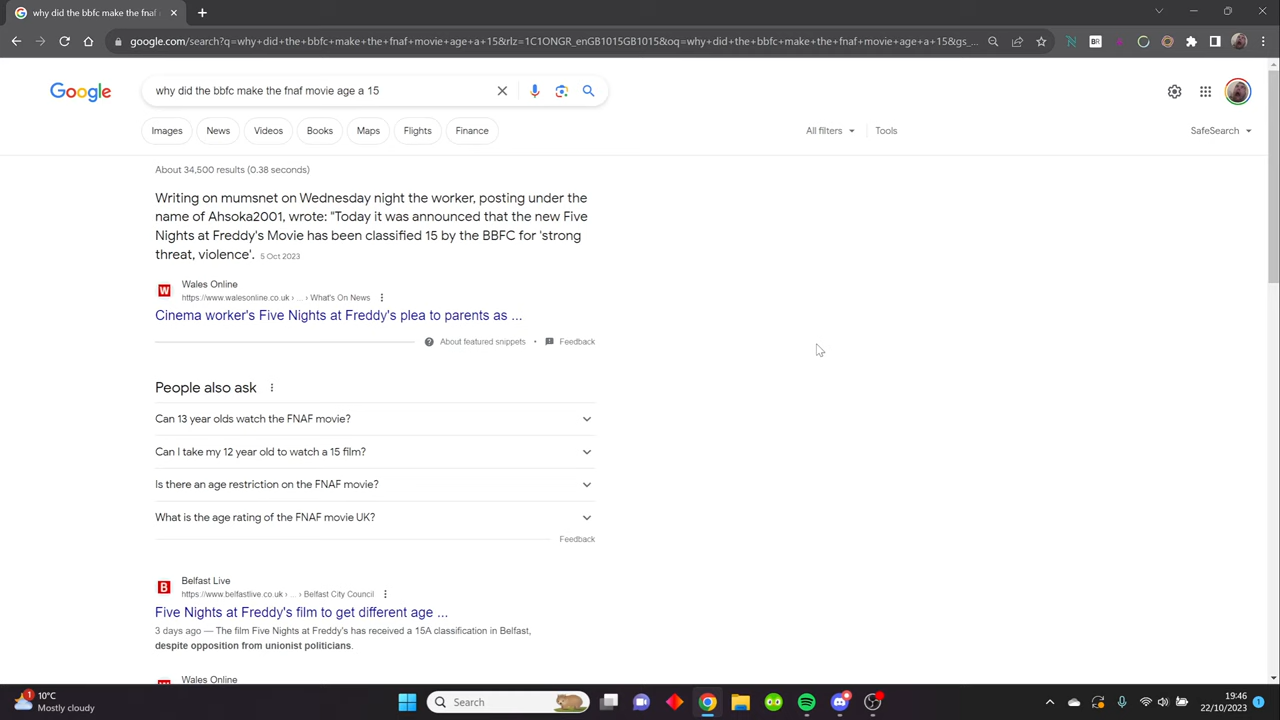 why did the bbfc make the fnaf
google.com/search?q=why+did+the+bbfc+make+the+fnaf+movie+age+a+15&rlz=1C1ONGR_enGB1015GB1015&oq=why+did+the+bbfc+make+the+fnaf+movie+age+a+15&gs_...
BR
Google
why did the bbfc make the fnaf movie age a 15
Images
News
Videos
Books
Maps
Flights
Finance
All filters
Tools
SafeSearch
About 34,500 results (0.38 seconds)
Writing on mumsnet on Wednesday night the worker, posting under the
name of Ahsoka2001, wrote: "Today it was announced that the new Five
Nights at Freddy's Movie has been classified 15 by the BBFC for 'strong
threat, violence'. 5 Oct 2023
W
Wales Online
https://www.walesonline.co.uk › ... › What's On News
Cinema worker's Five Nights at Freddy's plea to parents as ...
About featured snippets • Feedback
People also ask
Can 13 year olds watch the FNAF movie?
Can I take my 12 year old to watch a 15 film?
Is there an age restriction on the FNAF movie?
What is the age rating of the FNAF movie UK?
Feedback
B
Belfast Live
https://www.belfastlive.co.uk › ... › Belfast City Council
Five Nights at Freddy's film to get different age ...
3 days ago — The film Five Nights at Freddy's has received a 15A classification in Belfast,
despite opposition from unionist politicians.
Wales Online
1
10°C
Mostly cloudy
Search
19:46
22/10/2023
1